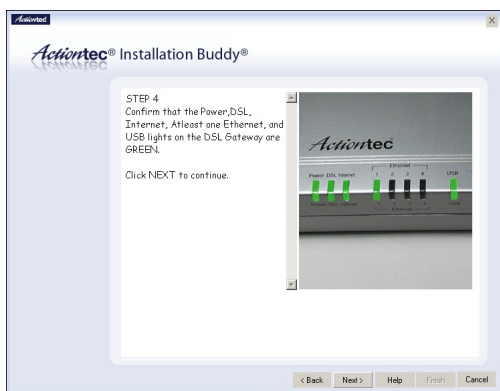 Actiontec
Actiontec® Installation Buddy®
STEP 4
Confirm that the Power,DSL,
Internet, Atleast one Ethernet, and
USB lights on the DSL Gateway are
GREEN.
Click NEXT to continue.
Actiontec
Ethernet
Power DSL Internet 1 2 3 4 USB
< Back Next > Help Finish Cancel